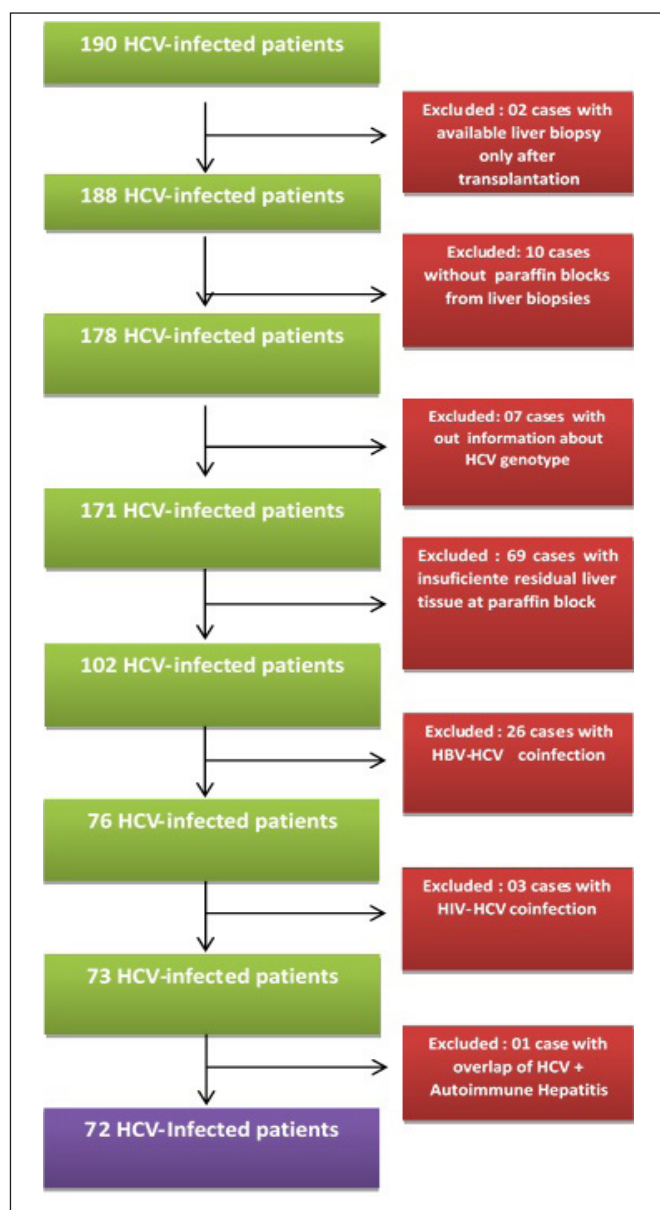 190 HCV-infected patients
Excluded : 02 cases with
available liver biopsy
only after
transplantation
188 HCV-infected patients
Excluded: 10 cases
without paraffin blocks
from liver biopsies
178 HCV-infected patients
Excluded: 07 cases with
out information about
HCV genotype
171 HCV-infected patients
Excluded : 69 cases with
insuficiente residual liver
tissue at paraffin block
102 HCV-infected patients
Excluded : 26 cases with
HBV-HCV coinfection
76 HCV-infected patients
Excluded : 03 cases with
HIV-HCV coinfection
73 HCV-infected patients
Excluded : 01 case with
overlap of HCV +
Autoimmune Hepatitis
72 HCV-Infected patients